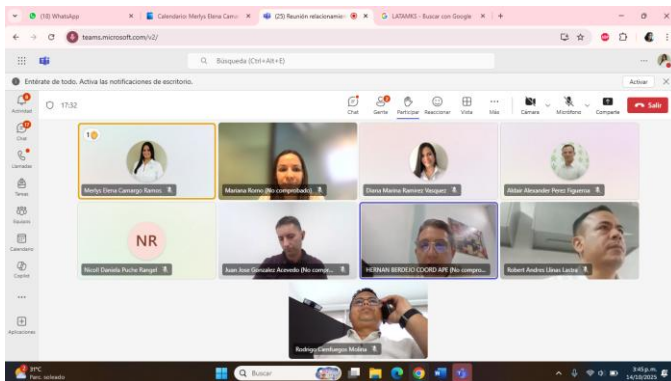 (18) WhatsApp
Calendario: Merlys Elena Camar
(25) Reunión relacionamien
LATAMKS - Buscar con Google
teams.microsoft.com/v2/
Búsqueda (Ctrl+Alt+E)
Entérate de todo. Activa las notificaciones de escritorio.
Activar
Actividad
Chat
Llamadas
Tareas
Calendario
Copilot
Aplicaciones
17:32
Chat
Gente
Participar
Reaccionar
Vista
Más
Cámara
Micrófono
Compartir
Salir
1
Merlys Elena Camargo Ramos
Mariana Romo (No comprobado)
Diana Marina Ramirez Vasquez
Aldair Alexander Perez Figueroa
NR
Nicoll Daniela Puche Rangel
Juan Jose Gonzalez Acevedo (No compr...
HERNAN BERDEJO COORD APE (No compro...
Robert Andres Llinas Lastra
Rodrigo Cienfuegos Molina
31°C
Parc. soleado
Buscar
3:45 p.m.
14/10/2025